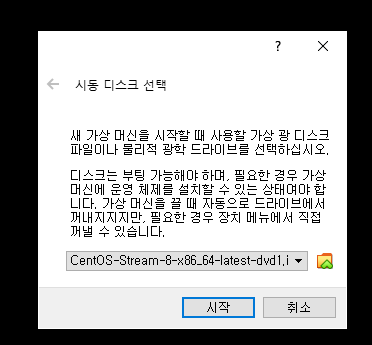 시동 디스크 선택
새 가상 머신을 시작할 때 사용할 가상 광 디스크
파일이나 물리적 광학 드라이브를 선택하십시오.
디스크는 부팅 가능해야 하며, 필요한 경우 가상
머신에 운영 체제를 설치할 수 있는 상태여야 합니
다. 가상 머신을 끌 때 자동으로 드라이브에서
꺼내지지지만, 필요한 경우 장치 메뉴에서 직접
꺼낼 수 있습니다.
CentOS-Stream-8-x86_64-latest-dvd1.i
시작 취소